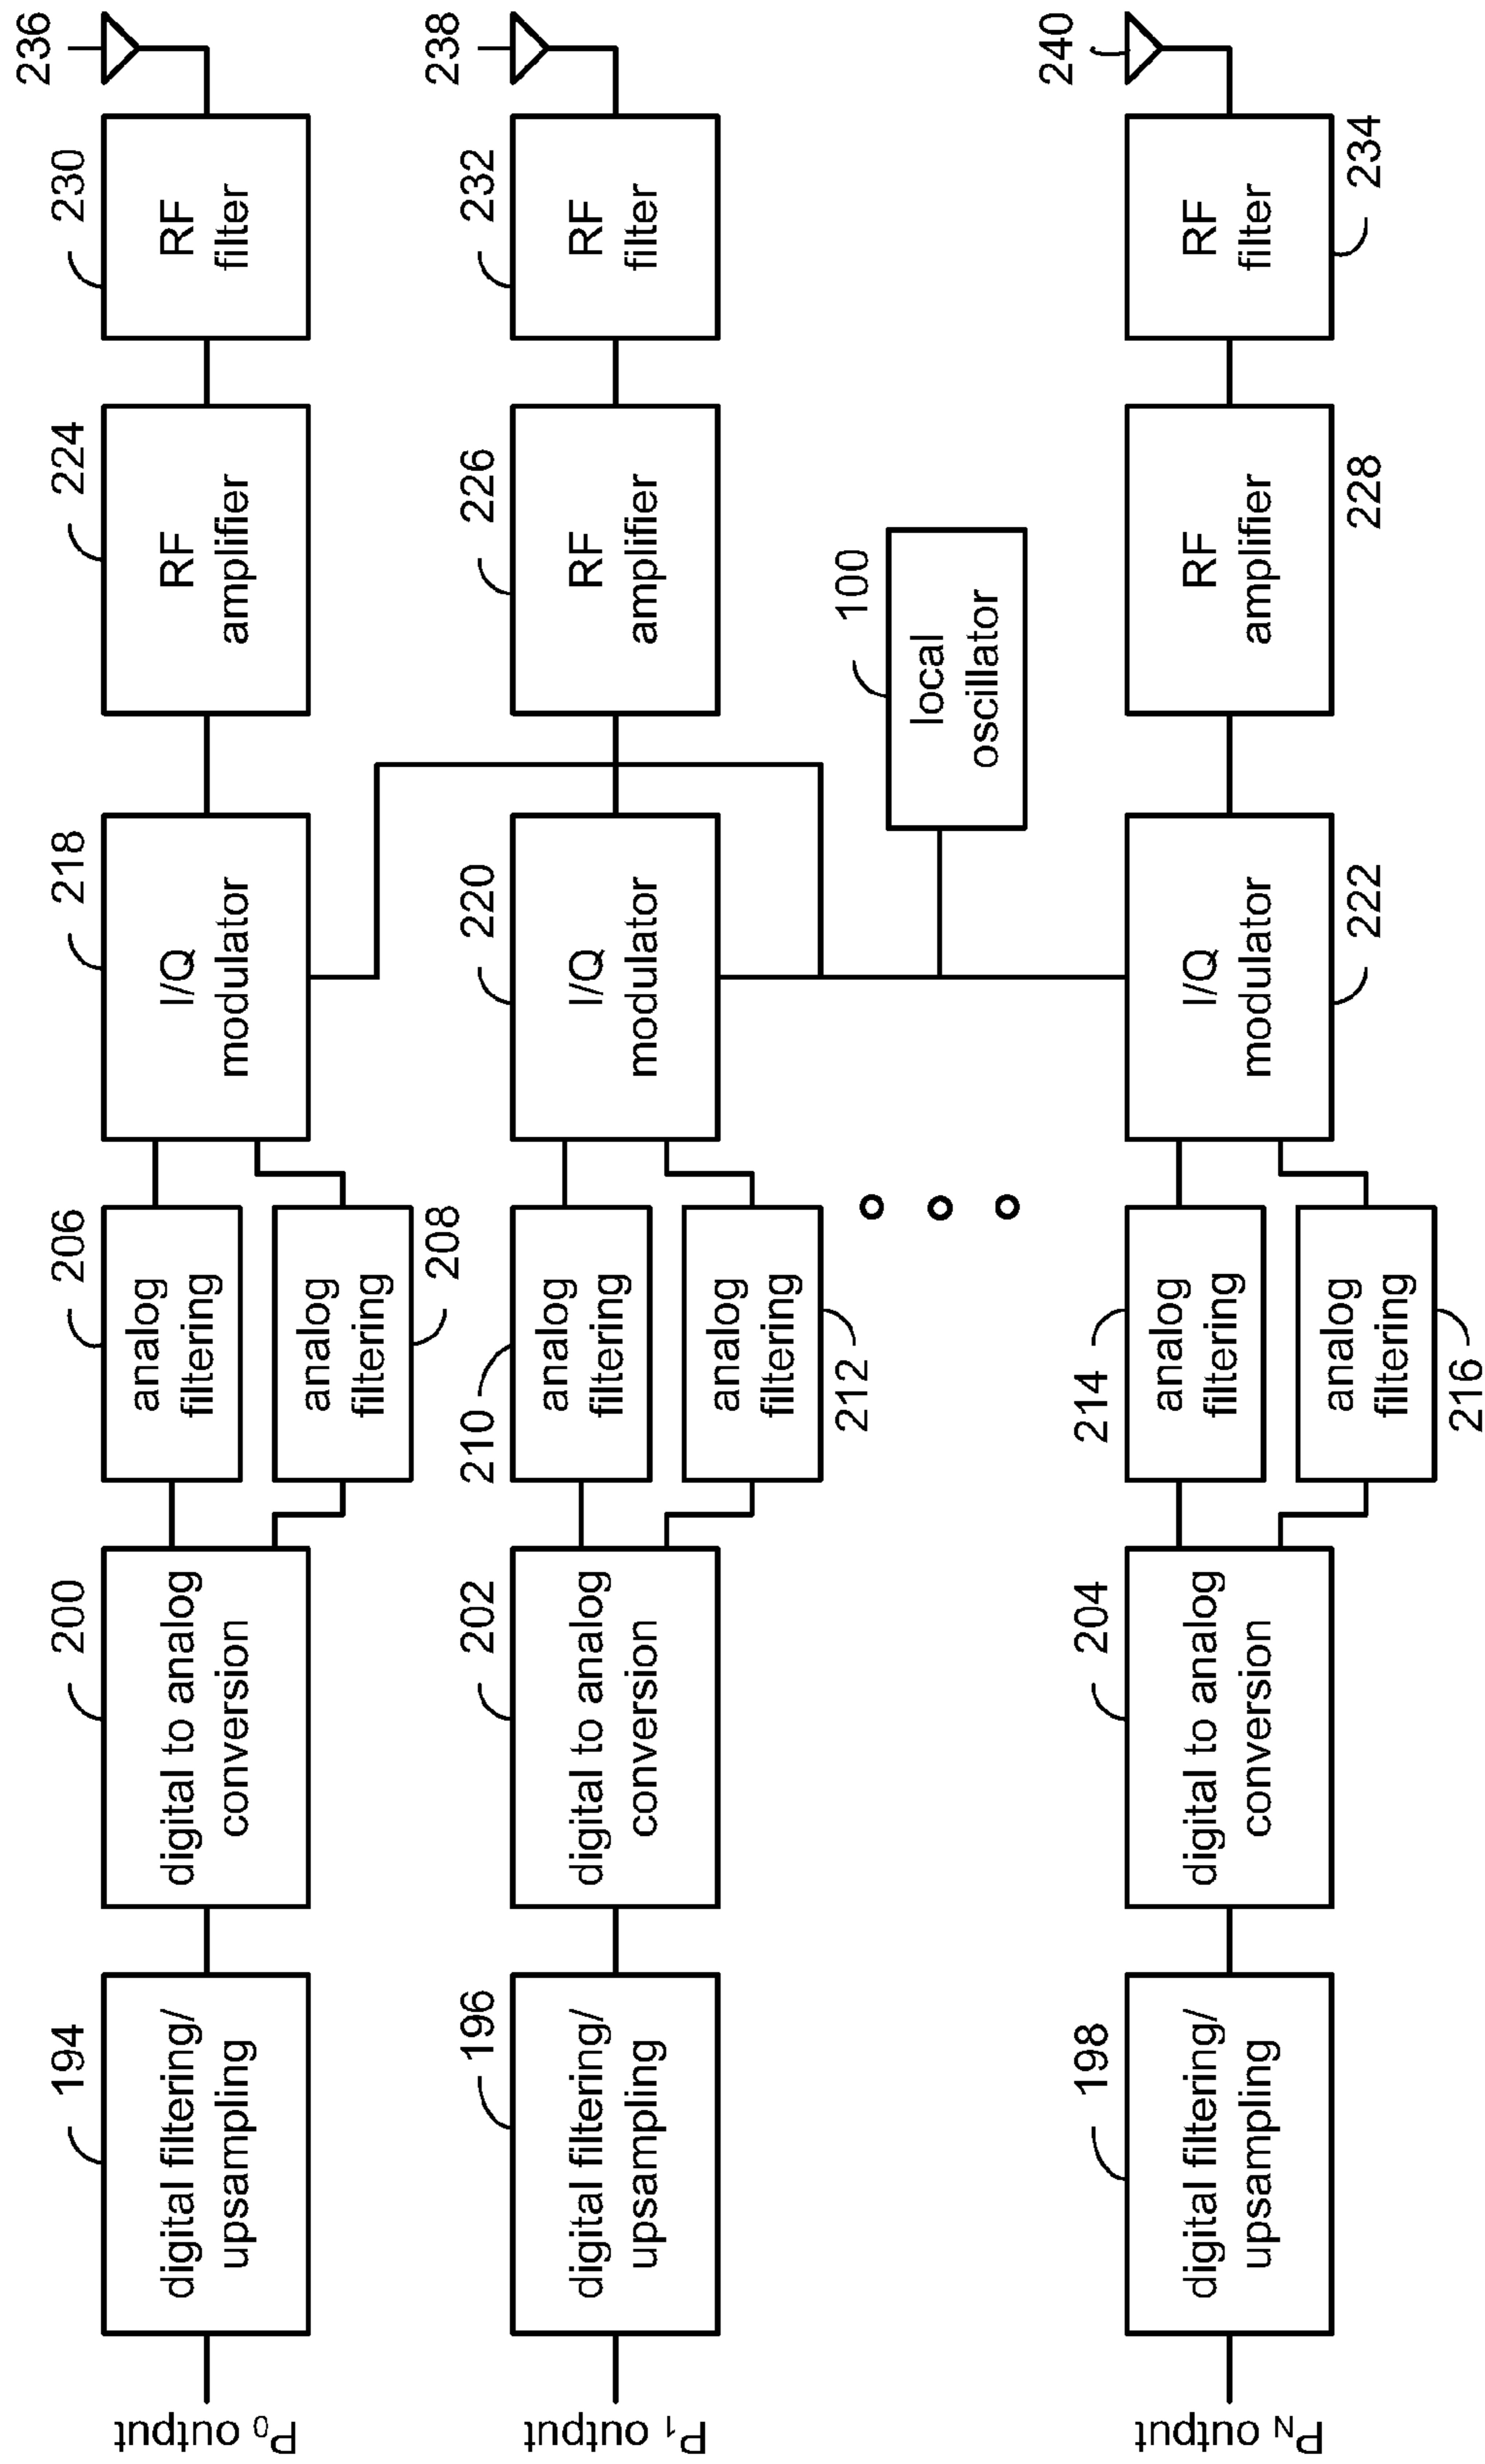 P0 output
194
digital filtering/
upsampling
200
digital to analog
conversion
206
analog
filtering
208
analog
filtering
218
I/Q
modulator
224
RF
amplifier
230
RF
filter
236
P1 output
196
digital filtering/
upsampling
202
digital to analog
conversion
210
analog
filtering
212
analog
filtering
220
I/Q
modulator
226
RF
amplifier
232
RF
filter
238
100
local
oscillator
PN output
198
digital filtering/
upsampling
204
digital to analog
conversion
214
analog
filtering
216
analog
filtering
222
I/Q
modulator
228
RF
amplifier
234
RF
filter
240